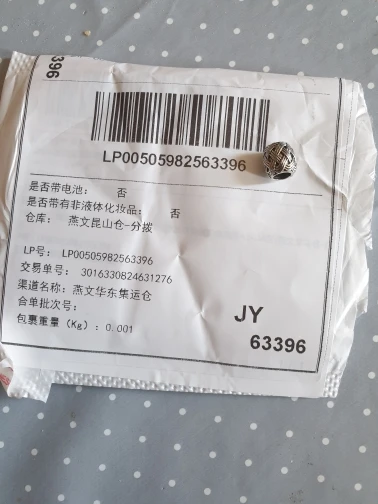 396
LP00505982563396
是否带电池： 否
是否带有非液体化妆品： 否
仓库： 燕文昆山仓-分拨
LP号： LP00505982563396
交易单号： 3016330824631276
渠道名称：燕文华东集运仓
合单批次号：
包裹重量（Kg）：0.001
JY
63396